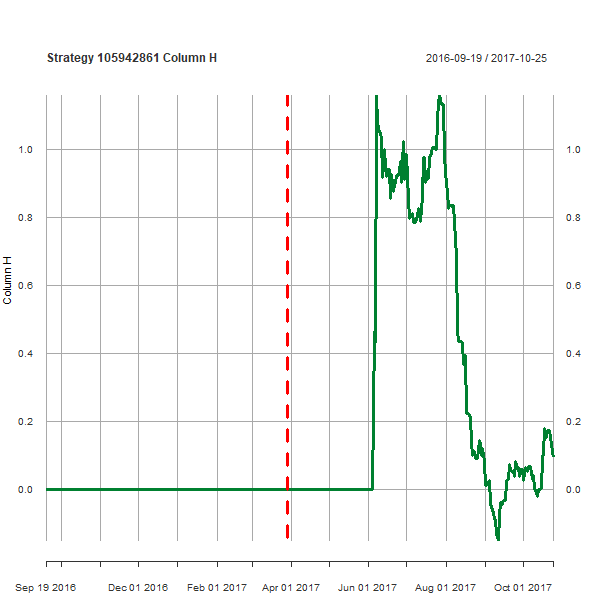 Strategy 105942861 Column H
2016-09-19 / 2017-10-25
1.0
1.0
0.8
0.8
0.6
0.6
Column H
0.4
0.4
0.2
0.2
0.0
0.0
Sep 19 2016
Dec 01 2016
Feb 01 2017
Apr 01 2017
Jun 01 2017
Aug 01 2017
Oct 01 2017